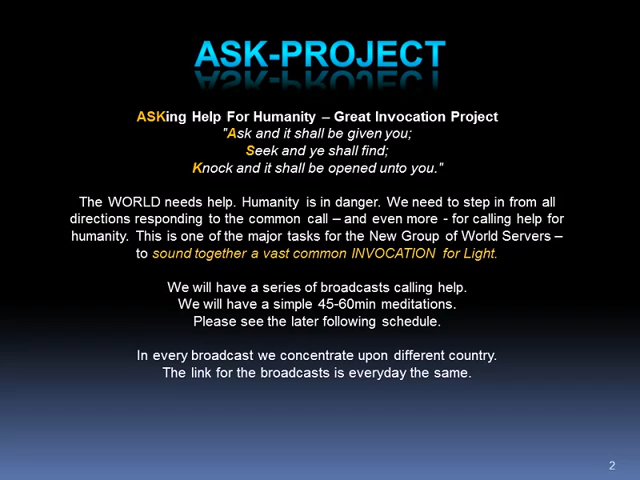 ASK-PROJECT
ASKing Help For Humanity – Great Invocation Project
"Ask and it shall be given you;
Seek and ye shall find;
Knock and it shall be opened unto you."
The WORLD needs help. Humanity is in danger. We need to step in from all
directions responding to the common call – and even more - for calling help for
humanity. This is one of the major tasks for the New Group of World Servers –
to sound together a vast common INVOCATION for Light.
We will have a series of broadcasts calling help.
We will have a simple 45-60min meditations.
Please see the later following schedule.
In every broadcast we concentrate upon different country.
The link for the broadcasts is everyday the same.
2